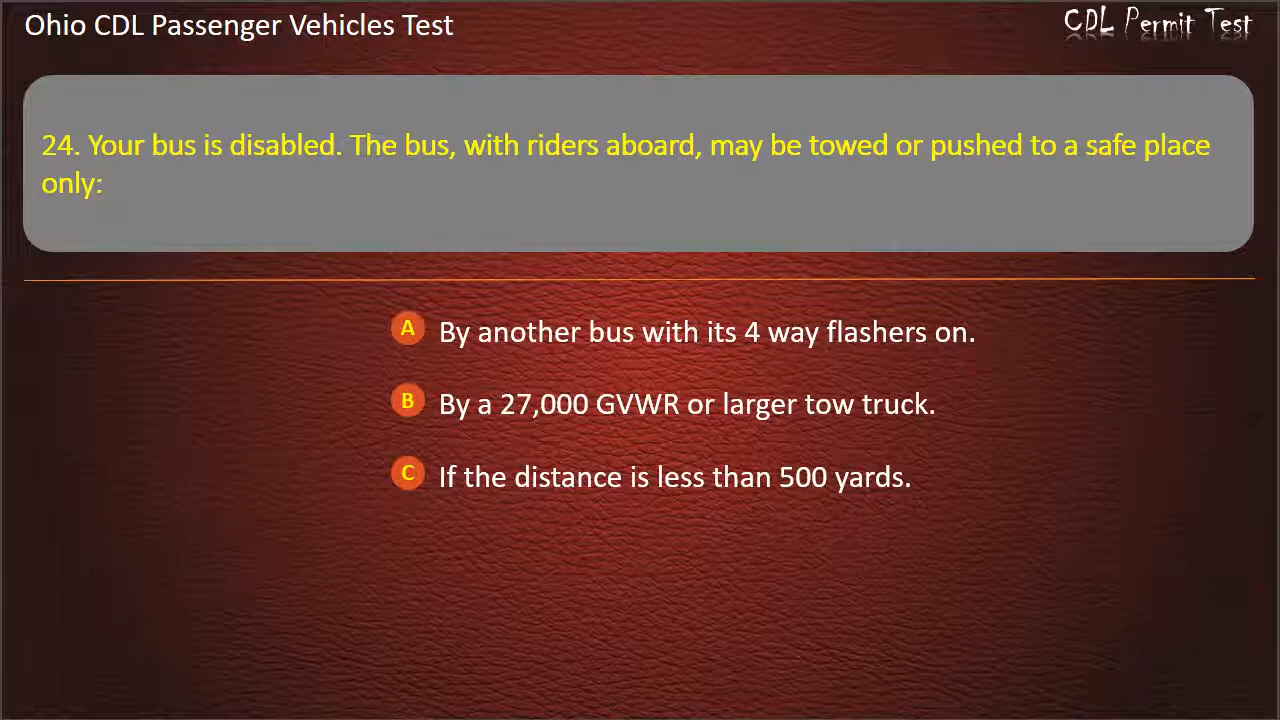 Ohio CDL Passenger Vehicles Test
CDL Permit Test
24. Your bus is disabled. The bus, with riders aboard, may be towed or pushed to a safe place
only:
A By another bus with its 4 way flashers on.
B By a 27,000 GVWR or larger tow truck.
C If the distance is less than 500 yards.